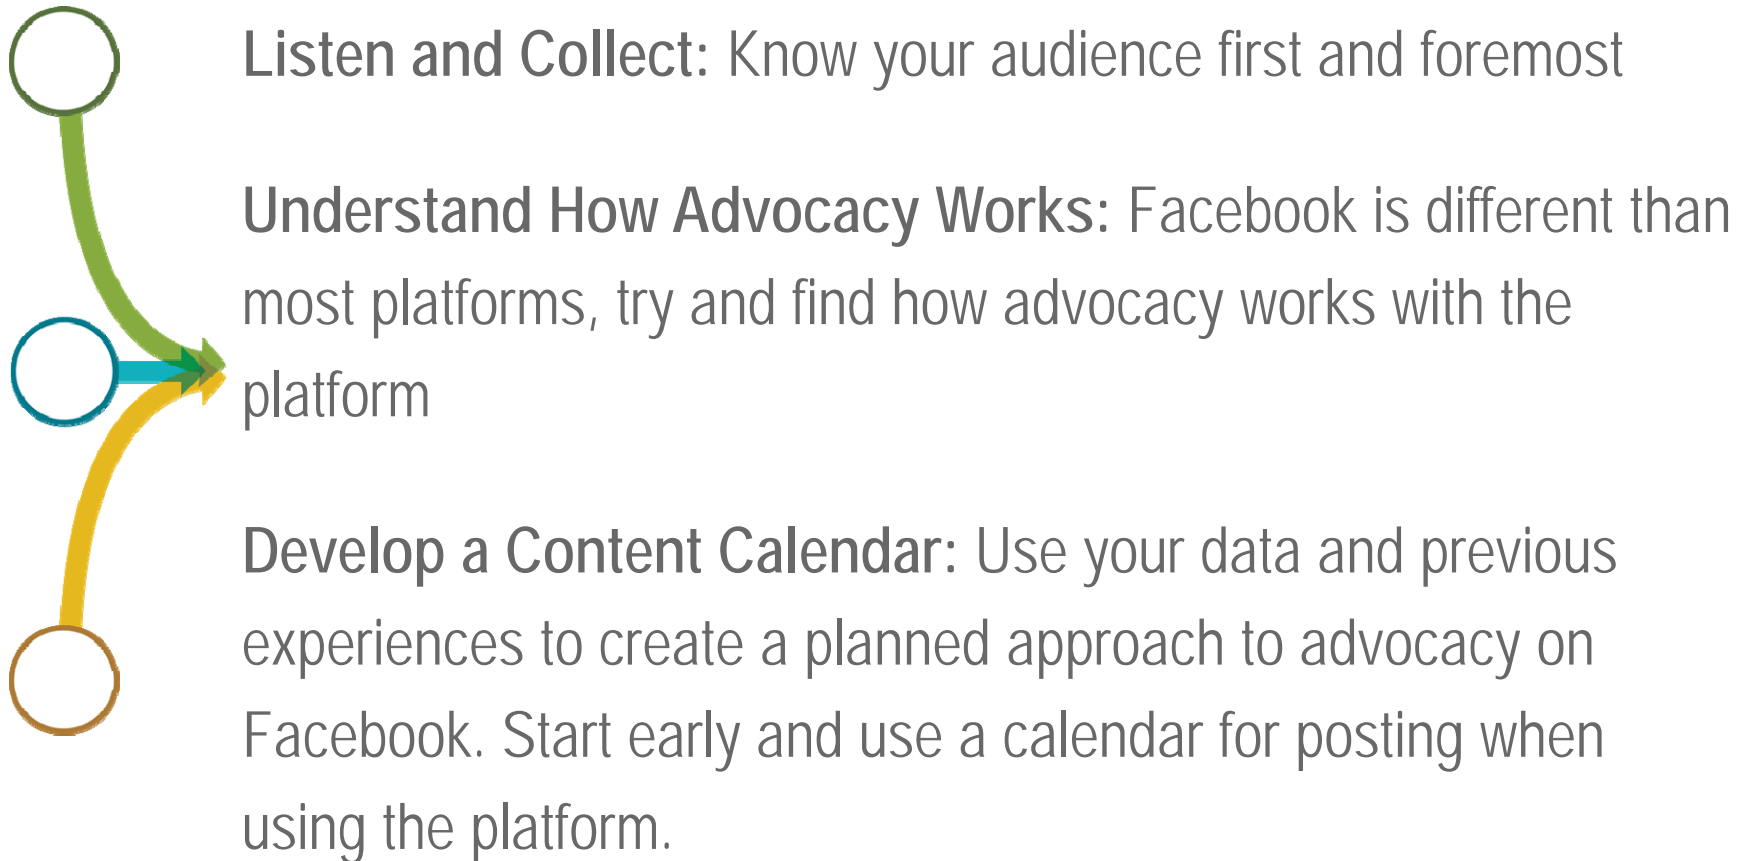 Listen and Collect: Know your audience first and foremost
Understand How Advocacy Works: Facebook is different than
most platforms, try and find how advocacy works with the
platform
Develop a Content Calendar: Use your data and previous
experiences to create a planned approach to advocacy on
Facebook. Start early and use a calendar for posting when
using the platform.